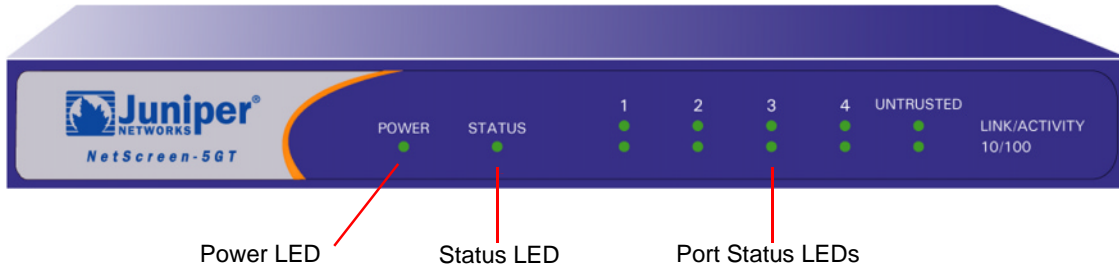 Juniper®
NETWORKS
NetScreen-5GT
POWER STATUS 1 2 3 4 UNTRUSTED
LINK/ACTIVITY
10/100
Power LED Status LED Port Status LEDs